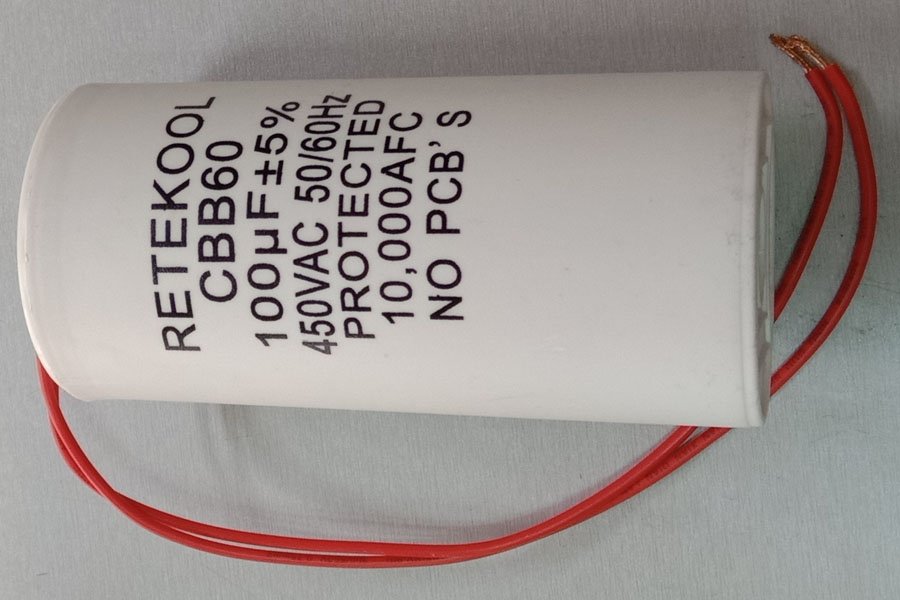 RETEKOOL
CBB60
100μF±5%
450VAC 50/60Hz
PROTECTED
10,000AFC
NO PCB'S